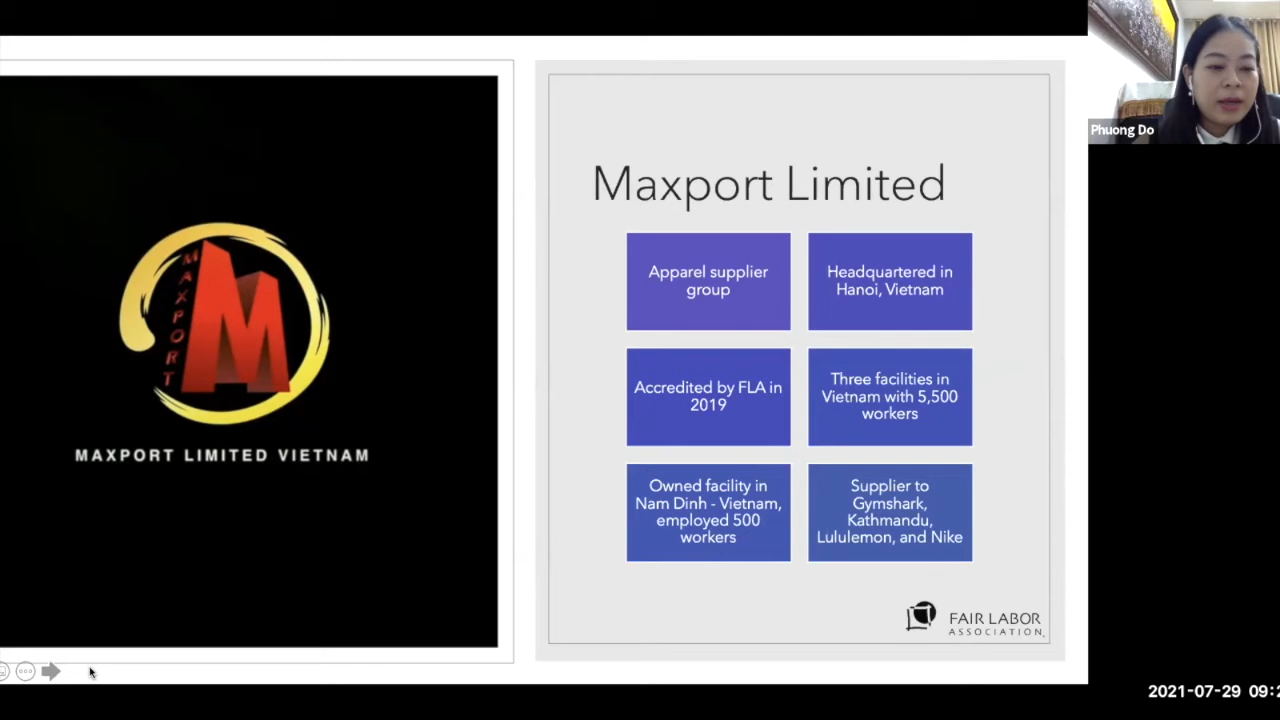 Phuong Do
Maxport Limited
Apparel supplier
group
Headquartered in
Hanoi, Vietnam
Accredited by FLA in
2019
Three facilities in
Vietnam with 5,500
workers
Owned facility in
Nam Dinh - Vietnam,
employed 500
workers
Supplier to
Gymshark,
Kathmandu,
Lululemon, and Nike
MAXPORT
M
MAXPORT LIMITED VIETNAM
FAIR LABOR
ASSOCIATION
2021-07-29 09:2